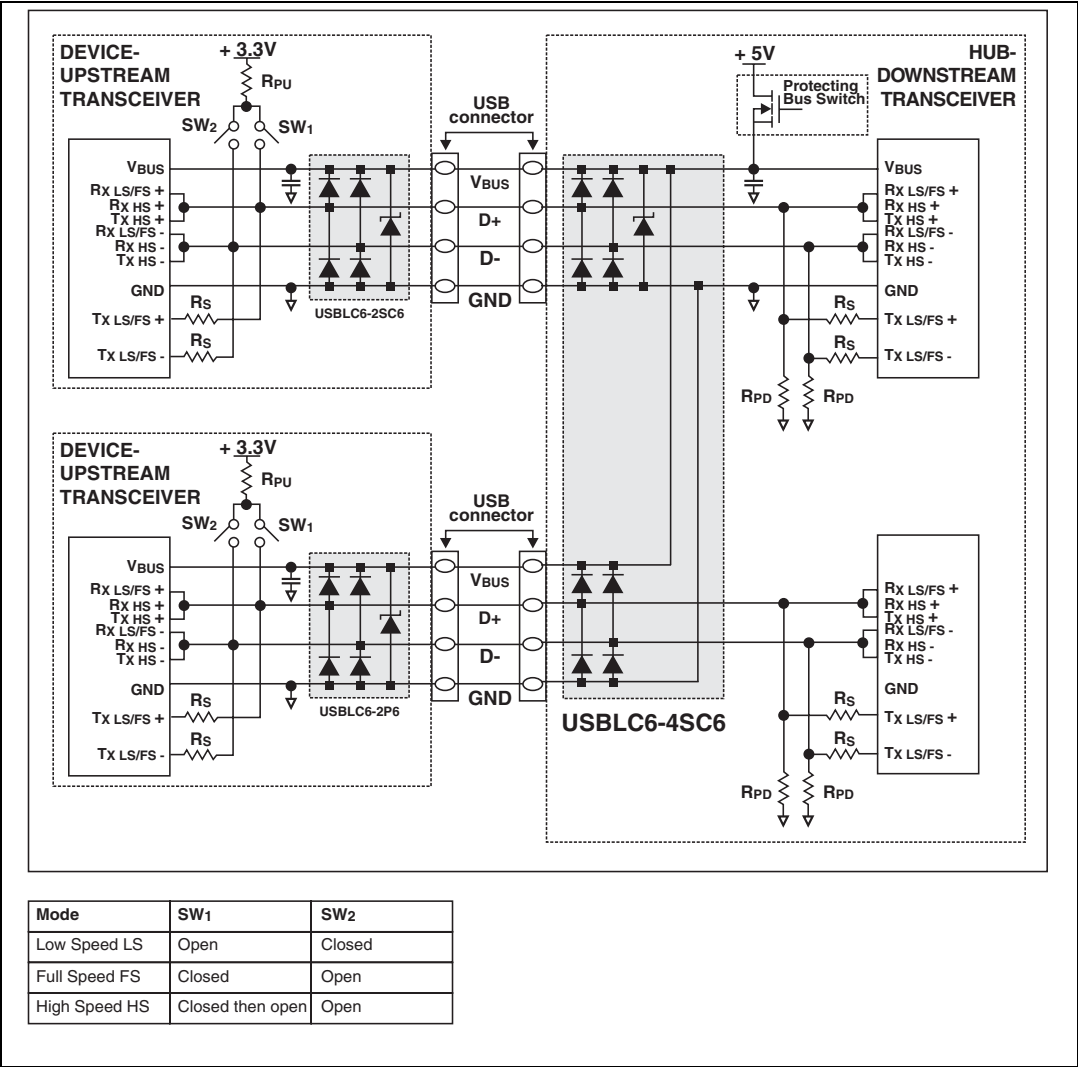 DEVICE-
UPSTREAM
TRANSCEIVER
+ 3.3V
RPU
SW2
SW1
VBUS
RX LS/FS +
RX HS +
TX HS +
RX LS/FS -
RX HS -
TX HS -
GND
TX LS/FS +
TX LS/FS -
RS
RS
USBLC6-2SC6
USB
connector
VBUS
D+
D-
GND
+ 5V
Protecting
Bus Switch
HUB-
DOWNSTREAM
TRANSCEIVER
VBUS
RX LS/FS +
RX HS +
TX HS +
RX LS/FS -
RX HS -
TX HS -
GND
RS
TX LS/FS +
RS
TX LS/FS -
RPD
RPD
DEVICE-
UPSTREAM
TRANSCEIVER
+ 3.3V
RPU
SW2
SW1
VBUS
RX LS/FS +
RX HS +
TX HS +
RX LS/FS -
RX HS -
TX HS -
GND
TX LS/FS +
TX LS/FS -
RS
RS
USBLC6-2P6
USB
connector
VBUS
D+
D-
GND
USBLC6-4SC6
RX LS/FS +
RX HS +
TX HS +
RX LS/FS -
RX HS -
TX HS -
GND
RS
TX LS/FS +
RS
TX LS/FS -
RPD
RPD
Mode SW1 SW2
Low Speed LS Open Closed
Full Speed FS Closed Open
High Speed HS Closed then open Open